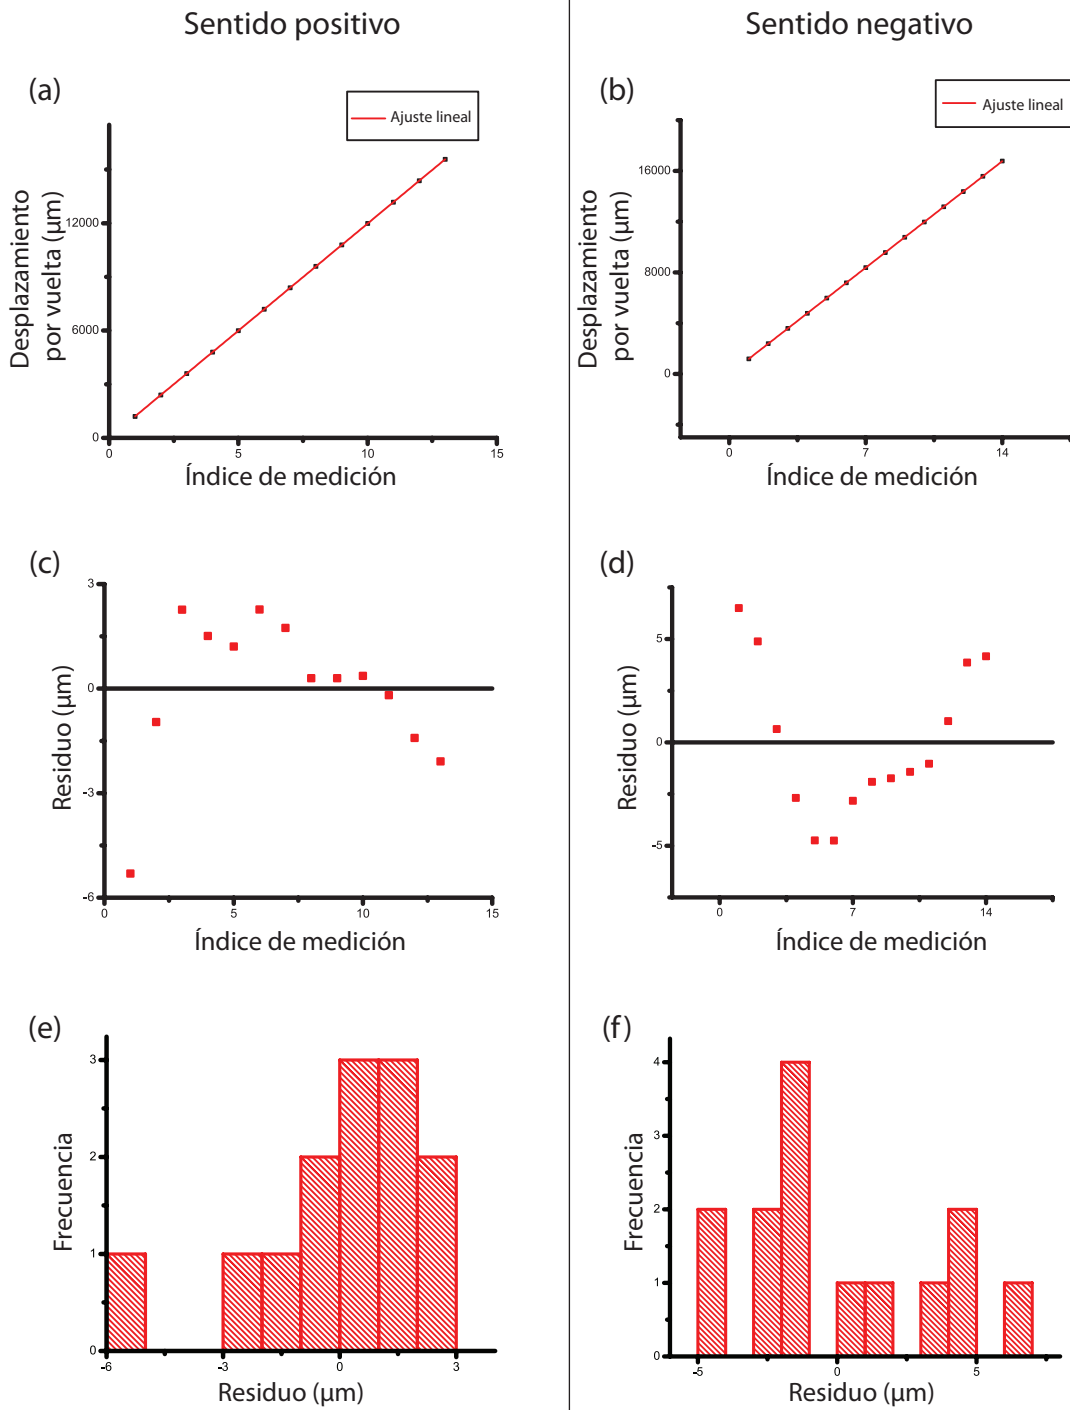 Sentido positivo
Sentido negativo
(a)
Ajuste lineal
Desplazamiento
por vuelta (μm)
12000
6000
0
0
5
10
15
Índice de medición
(b)
Ajuste lineal
Desplazamiento
por vuelta (μm)
16000
8000
0
0
7
14
Índice de medición
(c)
Residuo (μm)
3
0
-3
-6
0
5
10
15
Índice de medición
(d)
Residuo (μm)
5
0
-5
0
7
14
Índice de medición
(e)
Frecuencia
3
2
1
0
-6
-3
0
3
Residuo (μm)
(f)
Frecuencia
4
3
2
1
0
-5
0
5
Residuo (μm)